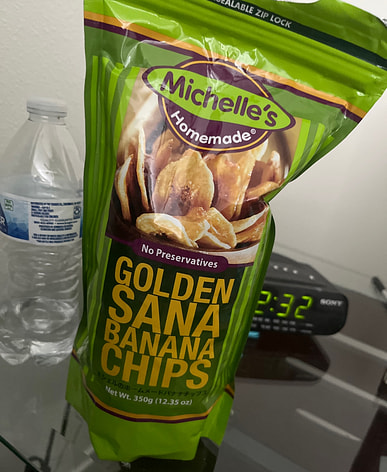 RESEALABLE ZIP LOCK
Michelle's
Homemade®
No Preservatives
GOLDEN
SANA
BANANA
CHIPS
Net Wt. 350g (12.35 oz)
2:32
SONY